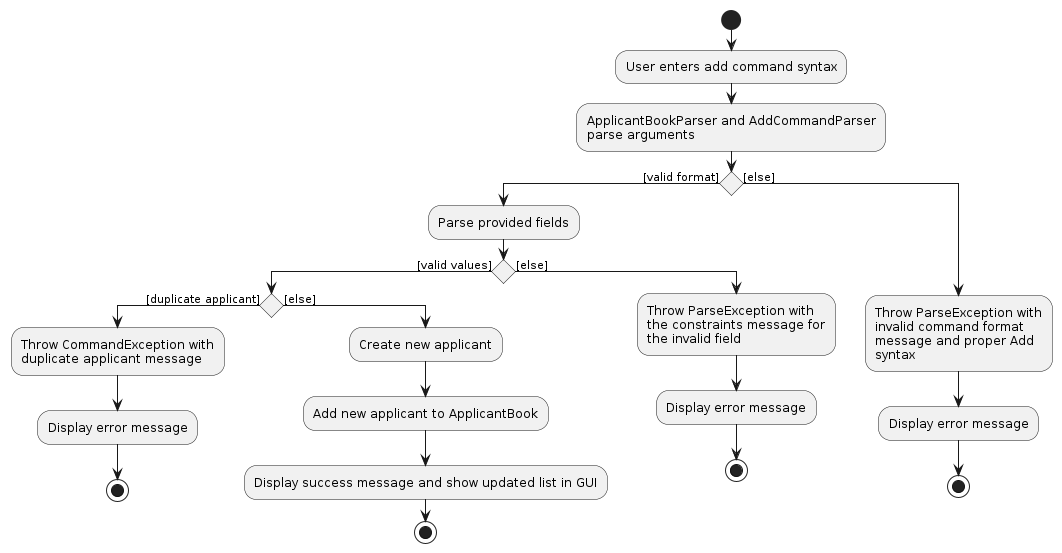 User enters add command syntax
ApplicantBookParser and AddCommandParser
parse arguments
[valid format]
[else]
Parse provided fields
[valid values]
[else]
[duplicate applicant]
[else]
Throw CommandException with
duplicate applicant message
Display error message
Create new applicant
Add new applicant to ApplicantBook
Display success message and show updated list in GUI
Throw ParseException with
the constraints message for
the invalid field
Display error message
Throw ParseException with
invalid command format
message and proper Add
syntax
Display error message